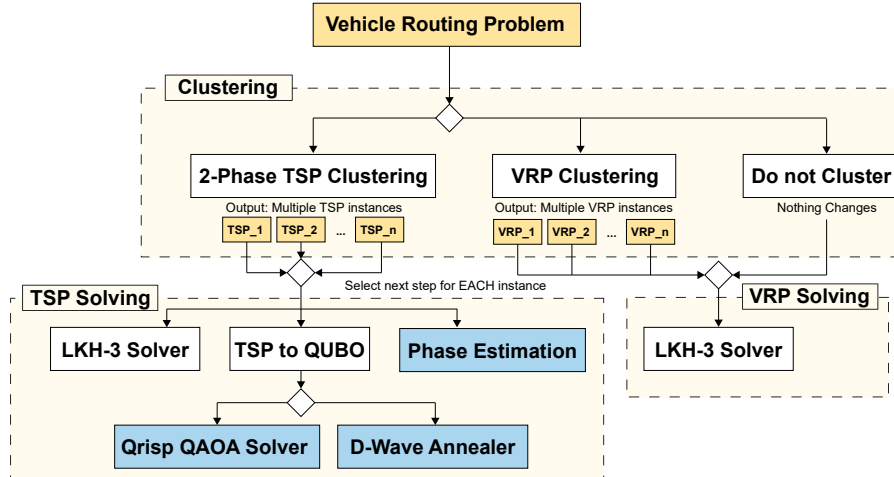 Vehicle Routing Problem
Clustering
2-Phase TSP Clustering
VRP Clustering
Do not Cluster
Output: Multiple TSP instances
Output: Multiple VRP instances
Nothing Changes
TSP_1 TSP_2 ... TSP_n
VRP_1 VRP_2 ... VRP_n
Select next step for EACH instance
TSP Solving
VRP Solving
LKH-3 Solver
TSP to QUBO
Phase Estimation
LKH-3 Solver
Qrisp QAOA Solver
D-Wave Annealer